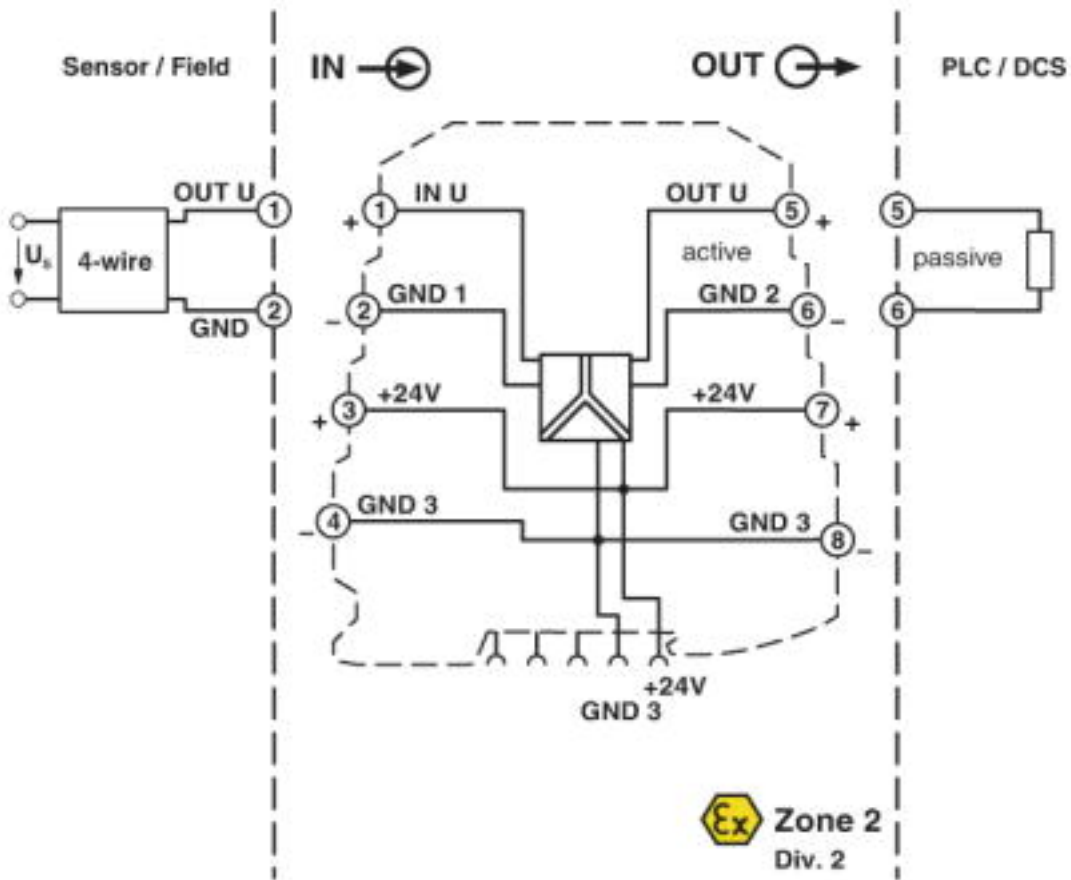 Sensor / Field IN OUT PLC / DCS
OUT U 1 1 IN U OUT U 5 5
+ +
Us 4-wire active passive
2 2 GND 1 GND 2 6 6
GND - -
3 +24V +24V 7
+ +
4 GND 3 GND 3 8
- -
+24V
GND 3
Ex Zone 2
Div. 2